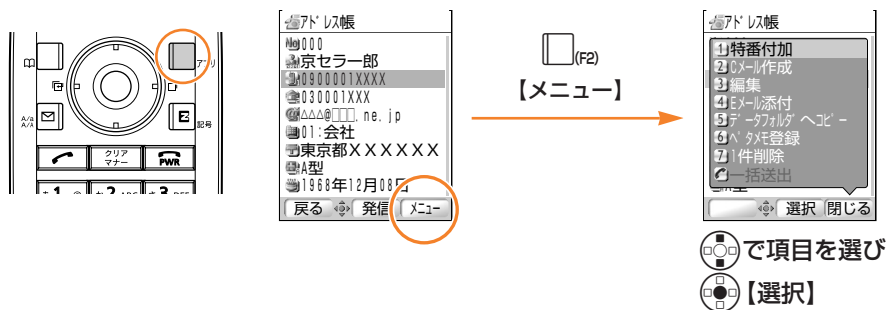 アプリ
A/a
A/ｱ
記号
クリア
マナー
PWR
1 @
2 ABC
3 DEF
アドレス帳
No 000
京セラ一郎
0900001XXXX
030001XXX
△△△@□□□.ne.jp
01:会社
東京都XXXXXX
A型
1968年12月08日
戻る 発信 メニュー
(F2)
【メニュー】
アドレス帳
1 特番付加
2 Cメール作成
3 編集
4 Eメール添付
5 データフォルダへコピー
6 ペタメモ登録
7 1件削除
一括送出
選択 閉じる
で項目を選び
【選択】